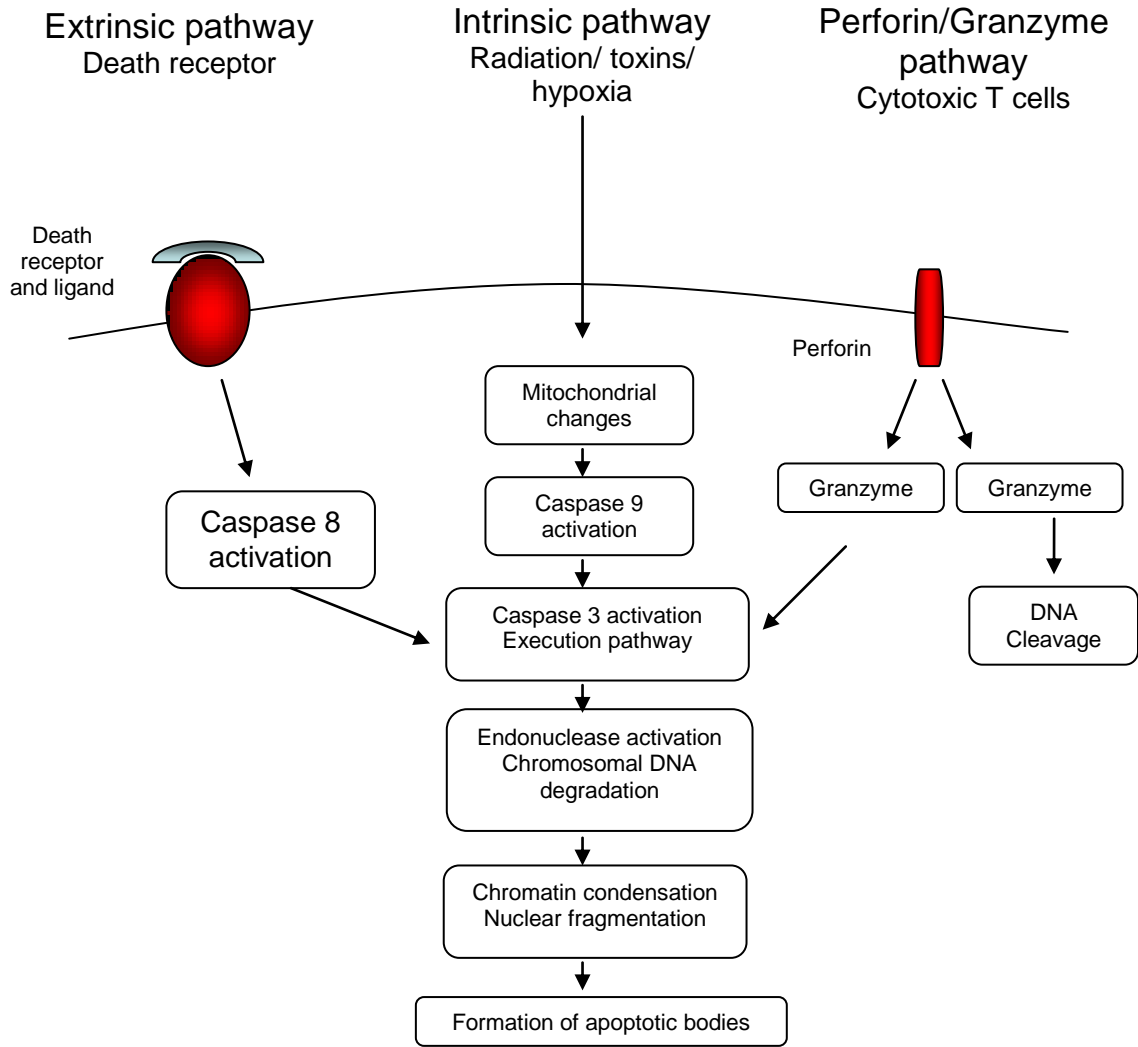 Extrinsic pathway
Death receptor
Intrinsic pathway
Radiation/ toxins/
hypoxia
Perforin/Granzyme
pathway
Cytotoxic T cells
Death
receptor
and ligand
Perforin
Mitochondrial
changes
Granzyme
Granzyme
Caspase 8
activation
Caspase 9
activation
Caspase 3 activation
Execution pathway
DNA
Cleavage
Endonuclease activation
Chromosomal DNA
degradation
Chromatin condensation
Nuclear fragmentation
Formation of apoptotic bodies